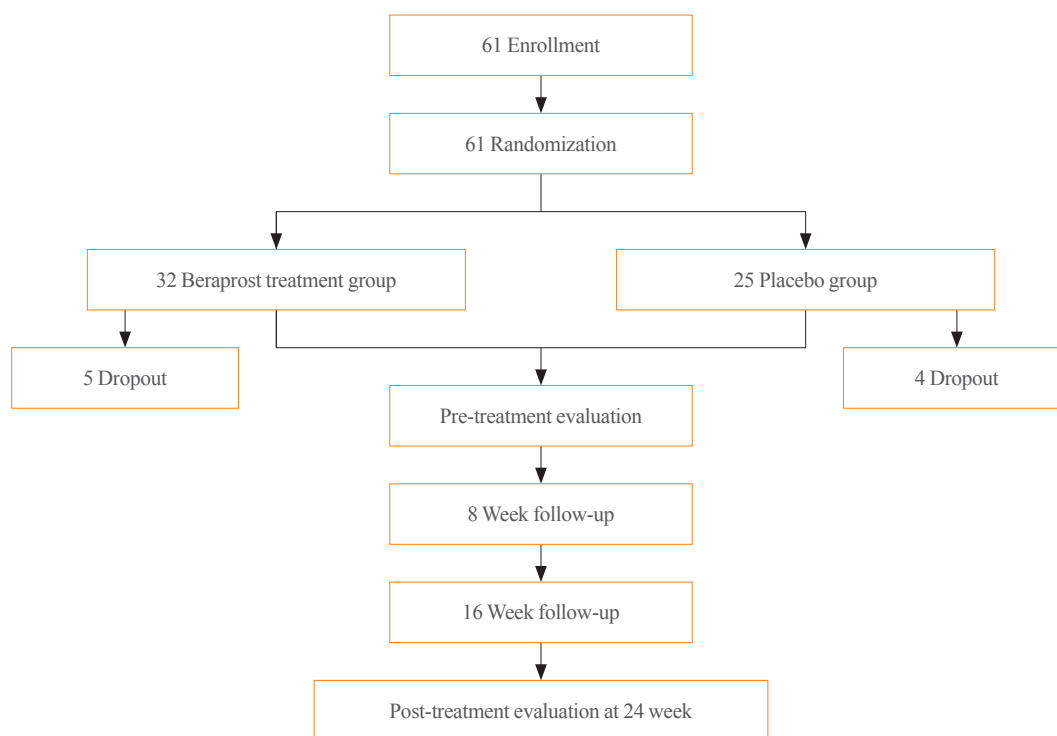 61 Enrollment
61 Randomization
32 Beraprost treatment group
25 Placebo group
5 Dropout
4 Dropout
Pre-treatment evaluation
8 Week follow-up
16 Week follow-up
Post-treatment evaluation at 24 week